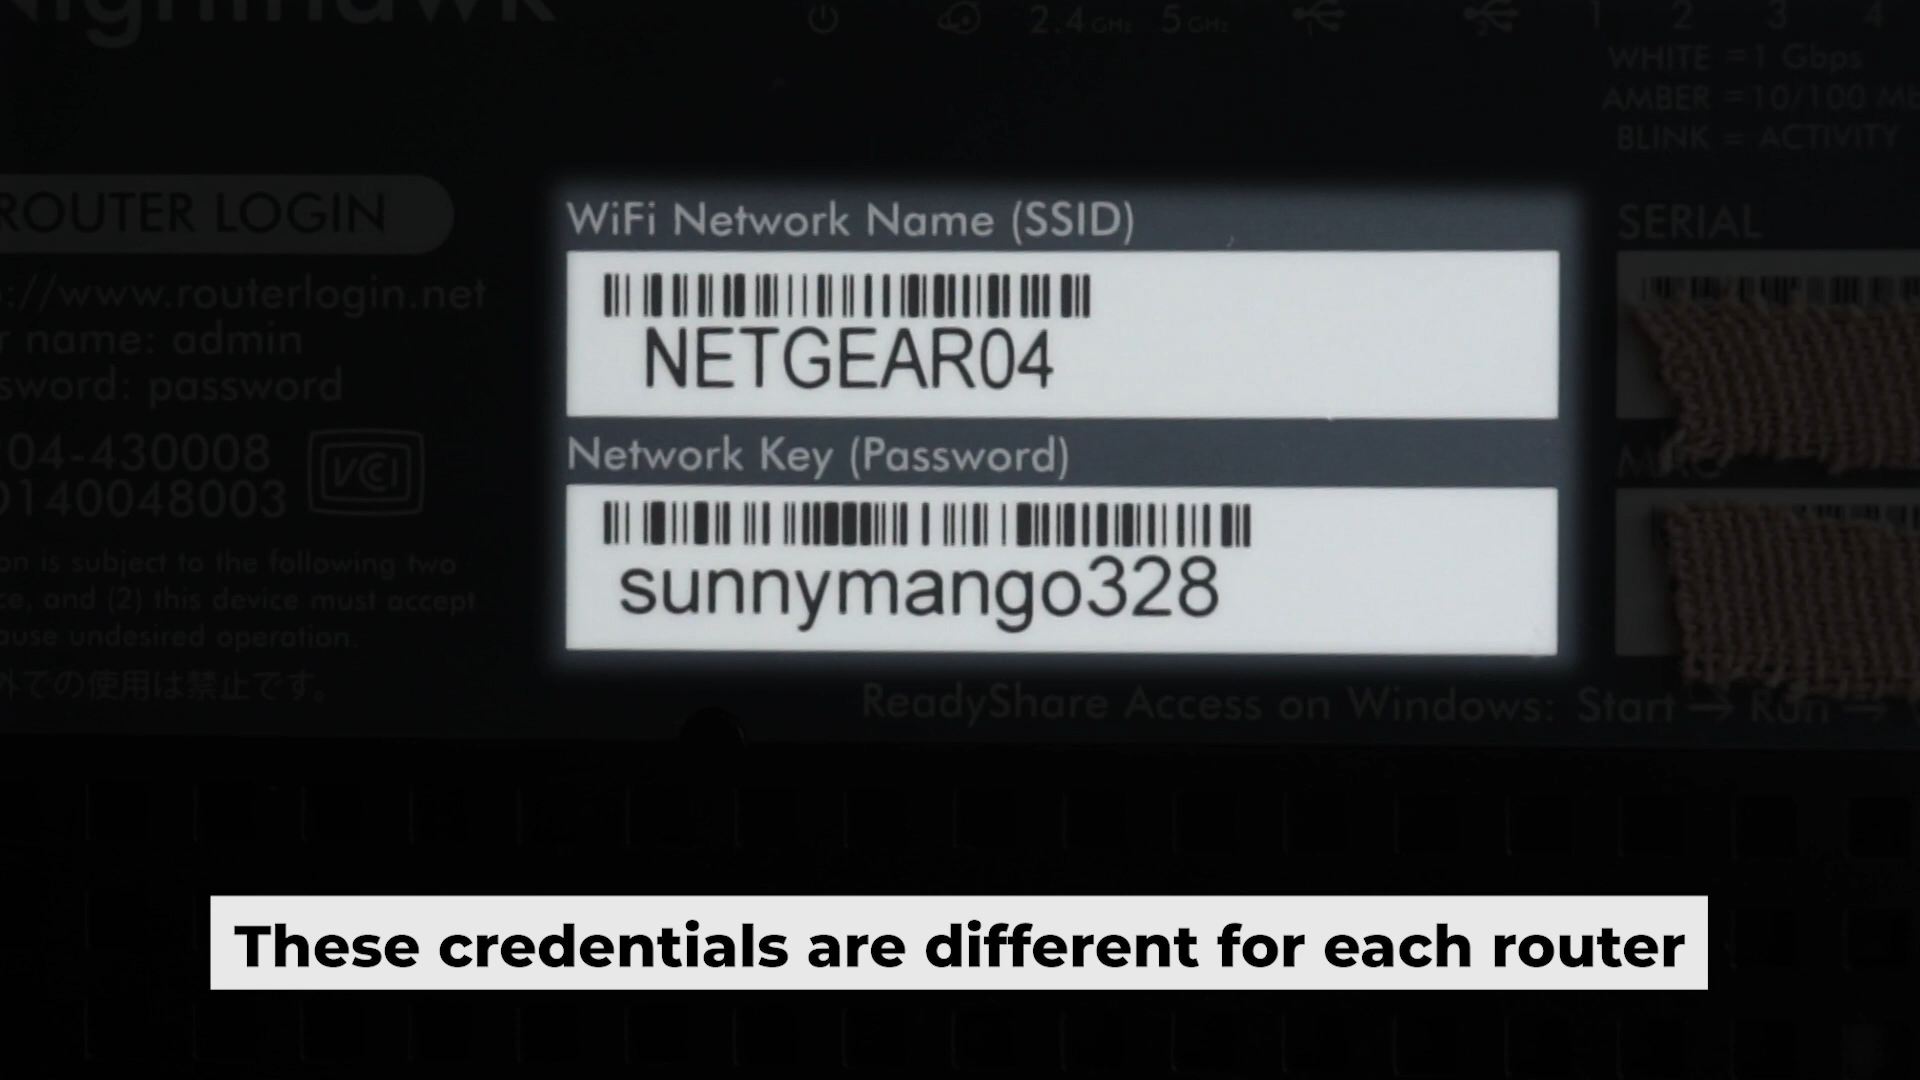 Nighthawk
2.4GHz 5GHz 1 2 3 4
WHITE = 1 Gbps
AMBER = 10/100
BLINK = ACTIVITY
ROUTER LOGIN
://www.routerlogin.net
name: admin
sword: password
04-430008
140048003
VCI
on is subject to the following two
ce, and (2) this device must accept
ause undesired operation.
外での使用は禁止です。
WiFi Network Name (SSID)
NETGEAR04
Network Key (Password)
sunnymango328
SERIAL
ReadyShare Access on Windows: Start → Run →
These credentials are different for each router